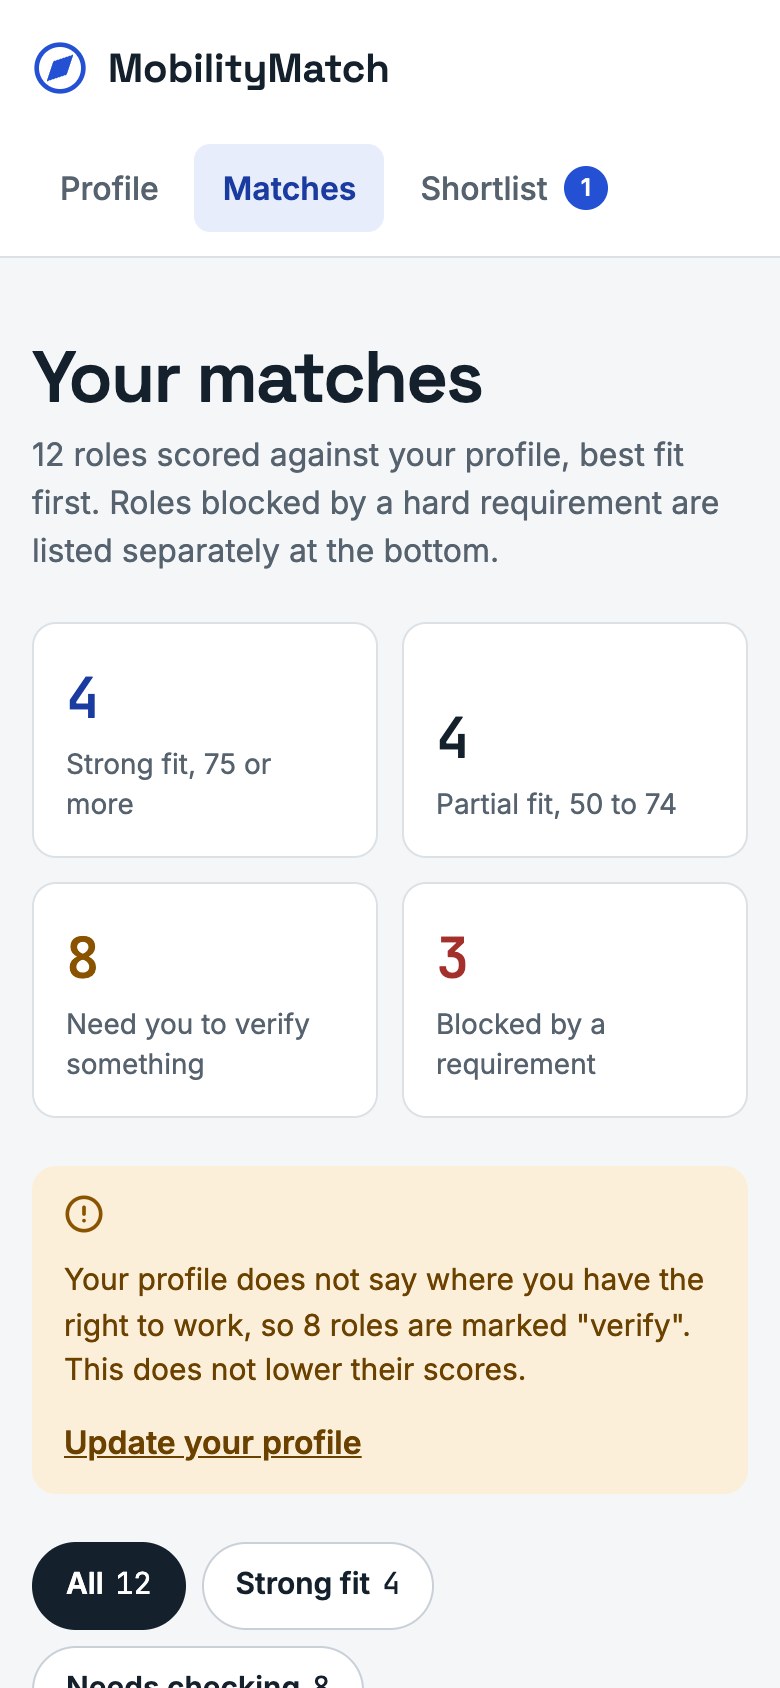 MobilityMatch
Profile
Matches
Shortlist 1
Your matches
12 roles scored against your profile, best fit
first. Roles blocked by a hard requirement are
listed separately at the bottom.
4
Strong fit, 75 or
more
4
Partial fit, 50 to 74
8
Need you to verify
something
3
Blocked by a
requirement
Your profile does not say where you have the
right to work, so 8 roles are marked "verify".
This does not lower their scores.
Update your profile
All 12
Strong fit 4
Needs checking 8